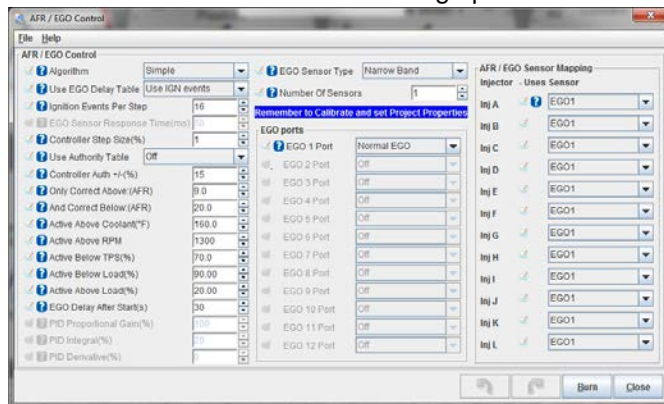 AFR / EGO Control
File Help
AFR / EGO Control
Algorithm Simple
Use EGO Delay Table Use IGN events
Ignition Events Per Step 16
EGO Sensor Response Time(ms)
Controller Step Size(%) 1
Use Authority Table Off
Controller Auth +/-(%) 15
Only Correct Above:(AFR) 9.0
And Correct Below:(AFR) 20.0
Active Above Coolant(°F) 160.0
Active Above RPM 1300
Active Below TPS(%) 70.0
Active Below Load(%) 90.00
Active Above Load(%) 20.00
EGO Delay After Start(s) 30
PID Proportional Gain(%) 100
PID Integral(%) 20
PID Derivative(%) 0
EGO Sensor Type Narrow Band
Number Of Sensors 1
Remember to Calibrate and set Project Properties
EGO ports
EGO 1 Port Normal EGO
EGO 2 Port Off
EGO 3 Port Off
EGO 4 Port Off
EGO 5 Port Off
EGO 6 Port Off
EGO 7 Port Off
EGO 8 Port Off
EGO 9 Port Off
EGO 10 Port Off
EGO 11 Port Off
EGO 12 Port Off
AFR / EGO Sensor Mapping
Injector - Uses Sensor
Inj A EGO1
Inj B EGO1
Inj C EGO1
Inj D EGO1
Inj E EGO1
Inj F EGO1
Inj G EGO1
Inj H EGO1
Inj I EGO1
Inj J EGO1
Inj K EGO1
Inj L EGO1
Burn Close